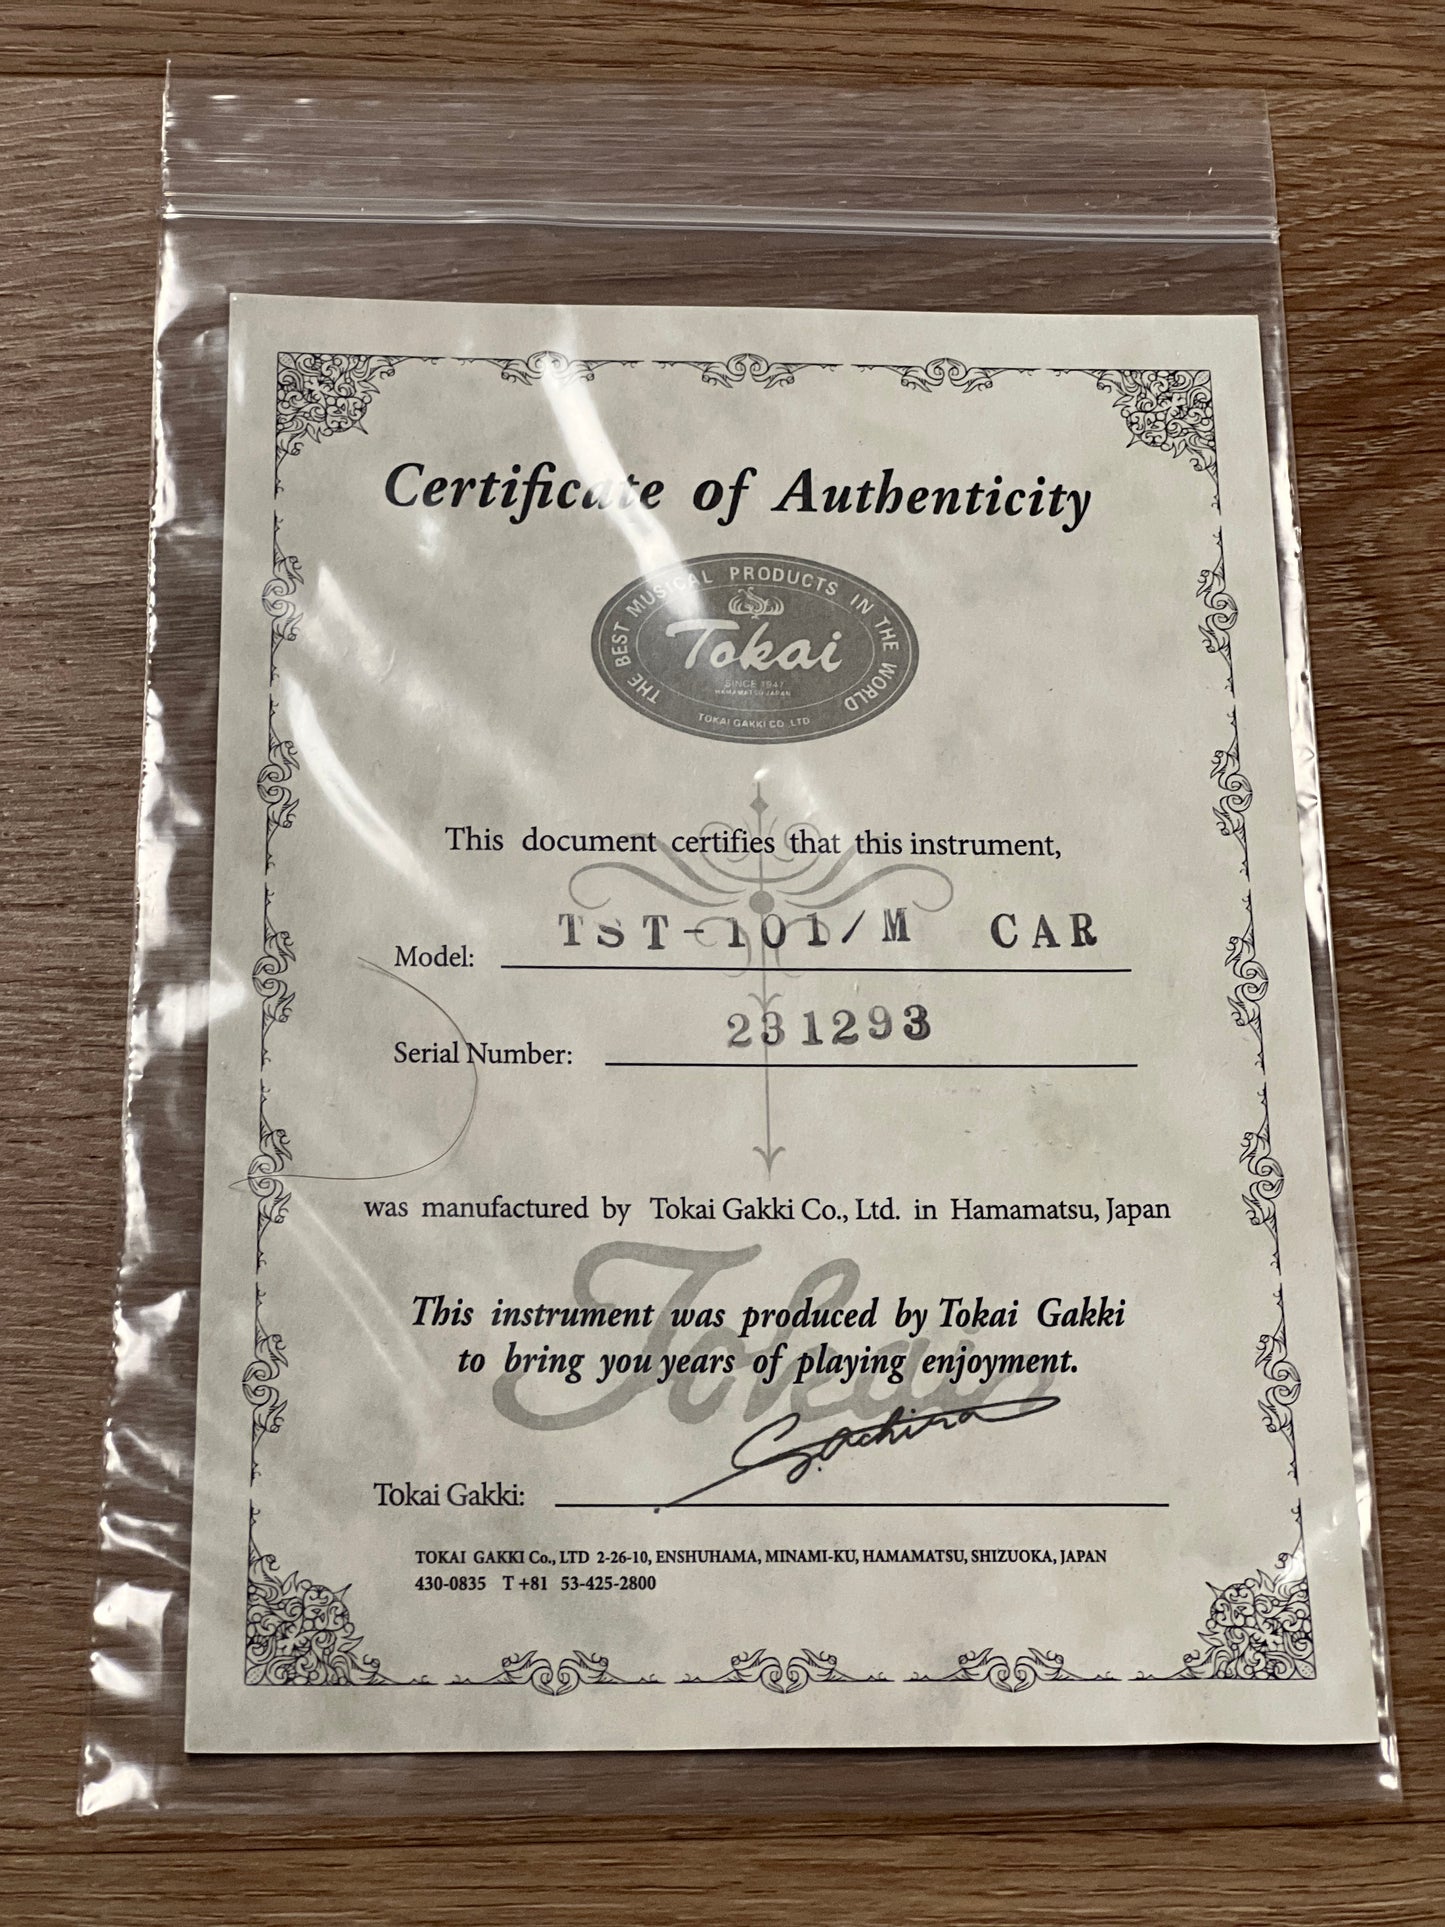 Certificate of Authenticity
THE BEST MUSICAL PRODUCTS IN THE WORLD
Tokai
SINCE 1947
HAMAMATSU JAPAN
TOKAI GAKKI CO.,LTD
This document certifies that this instrument,
Model: TST-101/M CAR
Serial Number: 231293
was manufactured by Tokai Gakki Co., Ltd. in Hamamatsu, Japan
Tokai
This instrument was produced by Tokai Gakki
to bring you years of playing enjoyment.
Tokai Gakki:
TOKAI GAKKI Co., LTD 2-26-10, ENSHUHAMA, MINAMI-KU, HAMAMATSU, SHIZUOKA, JAPAN
430-0835 T +81 53-425-2800